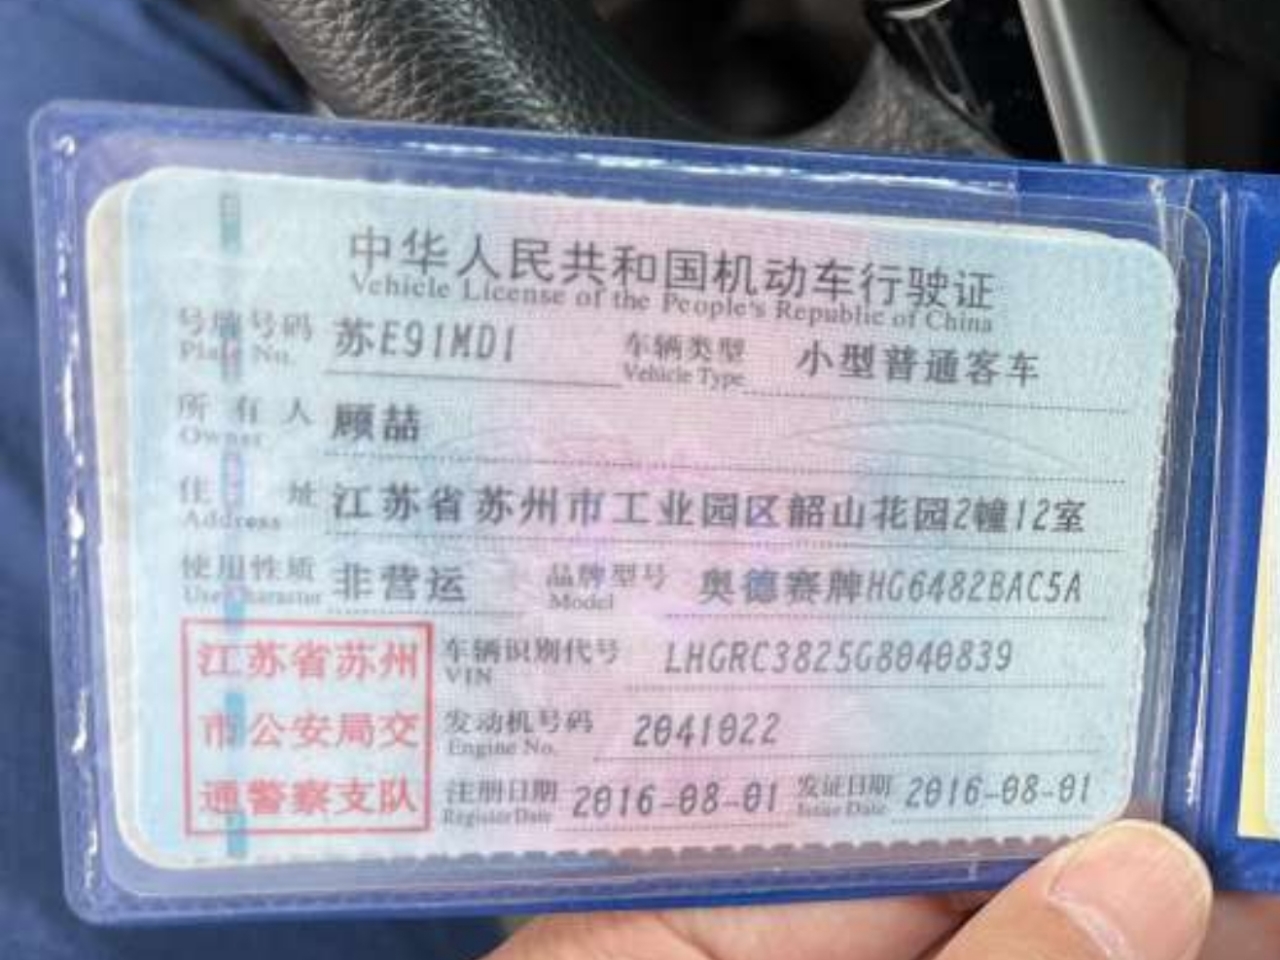 中华人民共和国机动车行驶证
Vehicle License of the People's Republic of China
号牌号码 苏E91MD1 车辆类型 小型普通客车
Plate No. Vehicle Type
所有人 顾喆
Owner
住址 江苏省苏州市工业园区韶山花园2幢12室
Address
使用性质 非营运 品牌型号 奥德赛牌HG6482BAC5A
Use Character Model
江苏省苏州 车辆识别代号 LHGRC3825G8040839
VIN
市公安局交 发动机号码 2041022
Engine No.
通警察支队 注册日期 2016-08-01 发证日期 2016-08-01
Register Date Issue Date